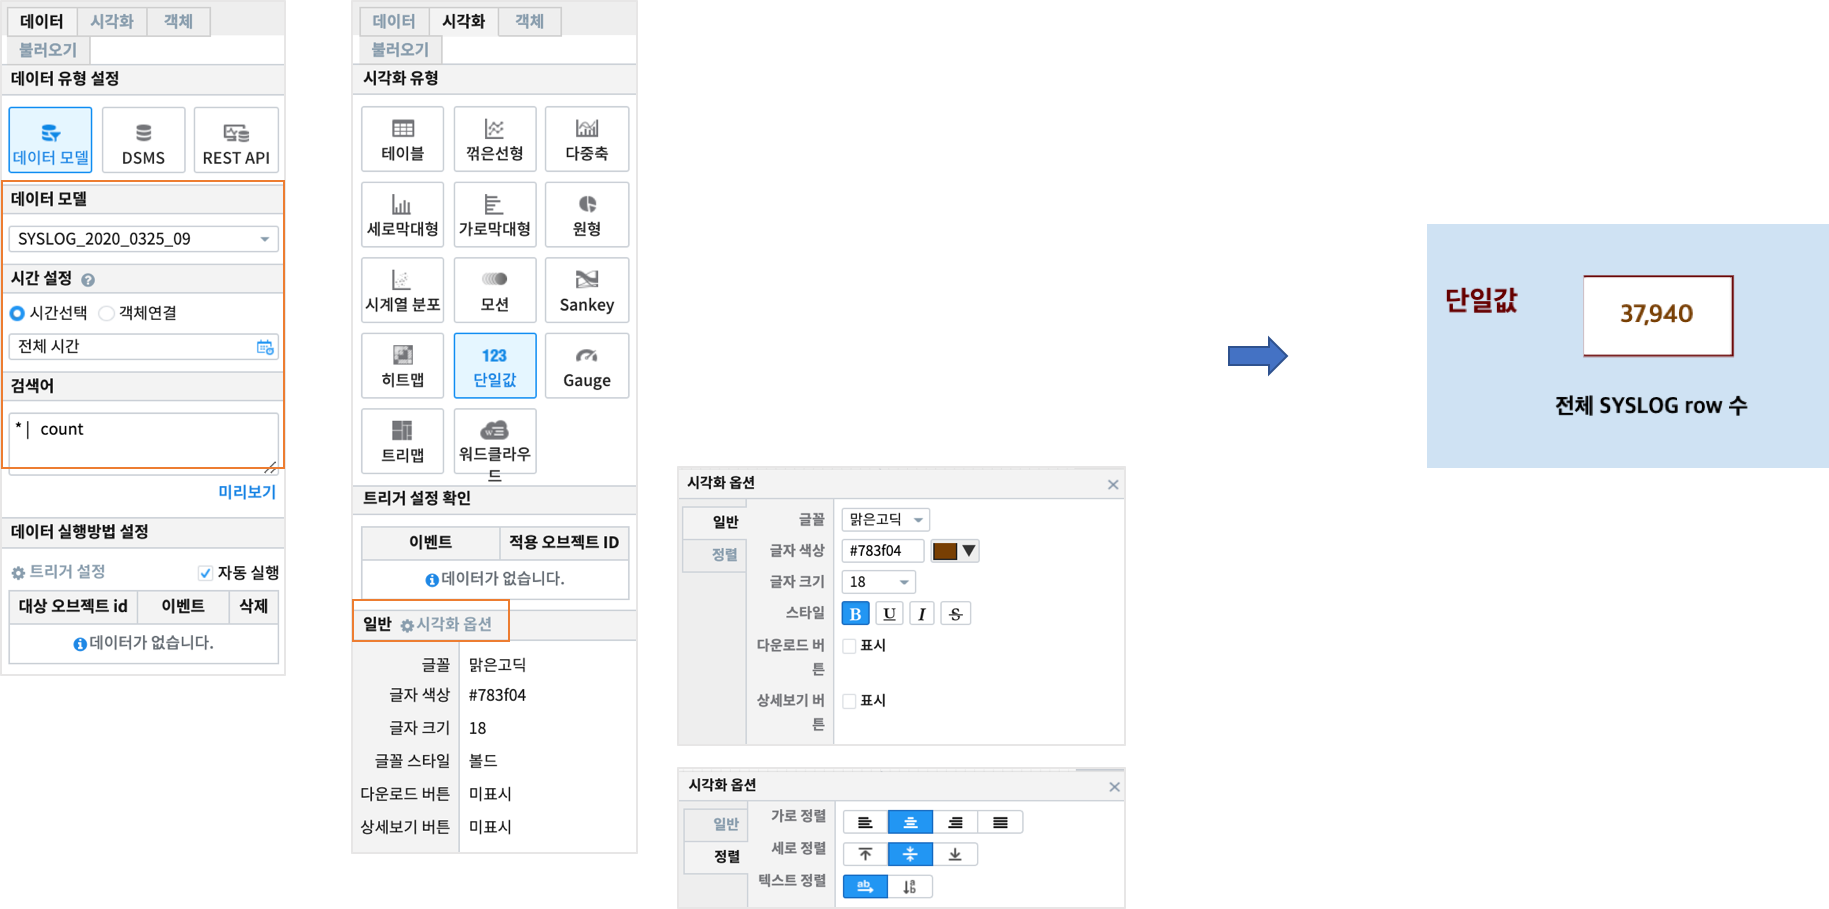 데이터 시각화 객체
불러오기
데이터 유형 설정
데이터 모델 DSMS REST API
데이터 모델
SYSLOG_2020_0325_09
시간 설정 ?
시간선택 객체연결
전체 시간
검색어
* | count
미리보기
데이터 실행방법 설정
트리거 설정 자동 실행
대상 오브젝트 id 이벤트 삭제
데이터가 없습니다.
데이터 시각화 객체
불러오기
시각화 유형
테이블 꺾은선형 다중축
세로막대형 가로막대형 원형
시계열 분포 모션 Sankey
123
히트맵 단일값 Gauge
트리맵 워드클라우
드
트리거 설정 확인
이벤트 적용 오브젝트 ID
데이터가 없습니다.
일반 시각화 옵션
글꼴 맑은고딕
글자 색상 #783f04
글자 크기 18
글꼴 스타일 볼드
다운로드 버튼 미표시
상세보기 버튼 미표시
시각화 옵션
일반
정렬
글꼴 맑은고딕
글자 색상 #783f04
글자 크기 18
스타일 B U I S
다운로드 버
튼 표시
상세보기 버
튼 표시
시각화 옵션
일반
정렬
가로 정렬
세로 정렬
텍스트 정렬 ab
단일값
37,940
전체 SYSLOG row 수